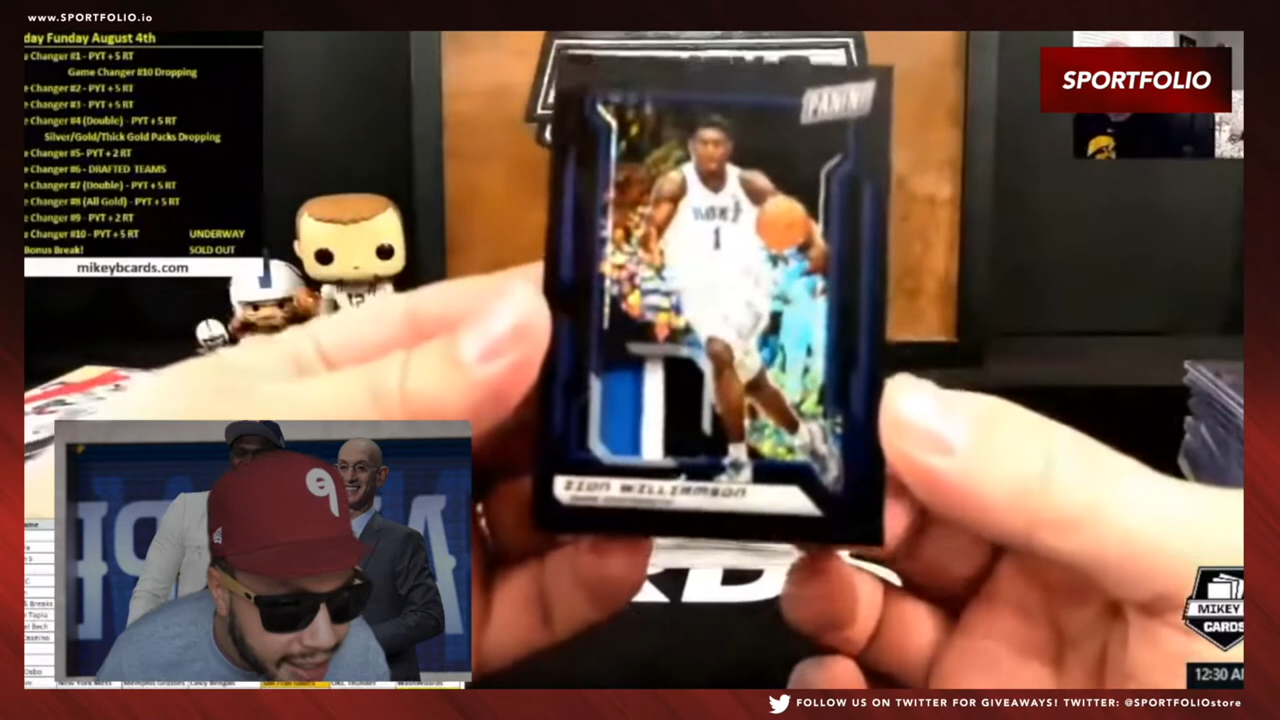 www.SPORTFOLIO.io
day Funday August 4th
e Changer #1 - PYT + 5 RT
Game Changer #10 Dropping
e Changer #2 - PYT + 5 RT
e Changer #3 - PYT + 5 RT
e Changer #4 (Double) - PYT + 5 RT
Silver/Gold/Thick Gold Packs Dropping
e Changer #5- PYT + 2 RT
e Changer #6 - DRAFTED TEAMS
e Changer #7 (Double) - PYT + 5 RT
e Changer #8 (All Gold) - PYT + 5 RT
e Changer #9 - PYT + 2 RT
e Changer #10 - PYT + 5 RT UNDERWAY
Bonus Break! SOLD OUT
mikeybcards.com
SPORTFOLIO
PANINI
DUKE
1
ZION WILLIAMSON
P
RDS
MIKEY
CARDS
12:30 A
FOLLOW US ON TWITTER FOR GIVEAWAYS! TWITTER: @SPORTFOLIOstore